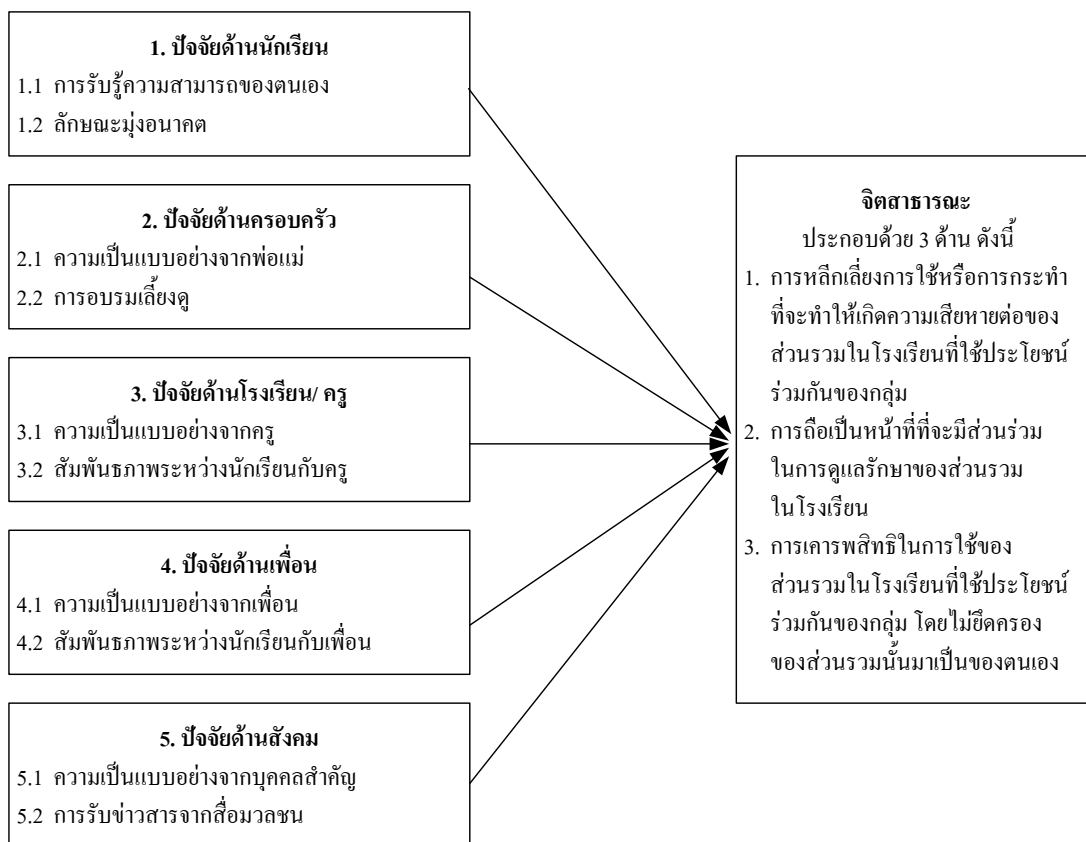 1. ปัจจัยด้านนักเรียน
1.1 การรับรู้ความสามารถของตนเอง
1.2 ลักษณะมุ่งอนาคต
2. ปัจจัยด้านครอบครัว
2.1 ความเป็นแบบอย่างจากพ่อแม่
2.2 การอบรมเลี้ยงดู
3. ปัจจัยด้านโรงเรียน/ ครู
3.1 ความเป็นแบบอย่างจากครู
3.2 สัมพันธภาพระหว่างนักเรียนกับครู
4. ปัจจัยด้านเพื่อน
4.1 ความเป็นแบบอย่างจากเพื่อน
4.2 สัมพันธภาพระหว่างนักเรียนกับเพื่อน
5. ปัจจัยด้านสังคม
5.1 ความเป็นแบบอย่างจากบุคคลสำคัญ
5.2 การรับข่าวสารจากสื่อมวลชน
จิตสาธารณะ
ประกอบด้วย 3 ด้าน ดังนี้
1. การหลีกเลี่ยงการใช้หรือการกระทำ
ที่จะทำให้เกิดความเสียหายต่อของ
ส่วนรวมในโรงเรียนที่ใช้ประโยชน์
ร่วมกันของกลุ่ม
2. การถือเป็นหน้าที่ที่จะมีส่วนร่วม
ในการดูแลรักษาของส่วนรวม
ในโรงเรียน
3. การเคารพสิทธิในการใช้ของ
ส่วนรวมในโรงเรียนที่ใช้ประโยชน์
ร่วมกันของกลุ่ม โดยไม่ยึดครอง
ของส่วนรวมนั้นมาเป็นของตนเอง